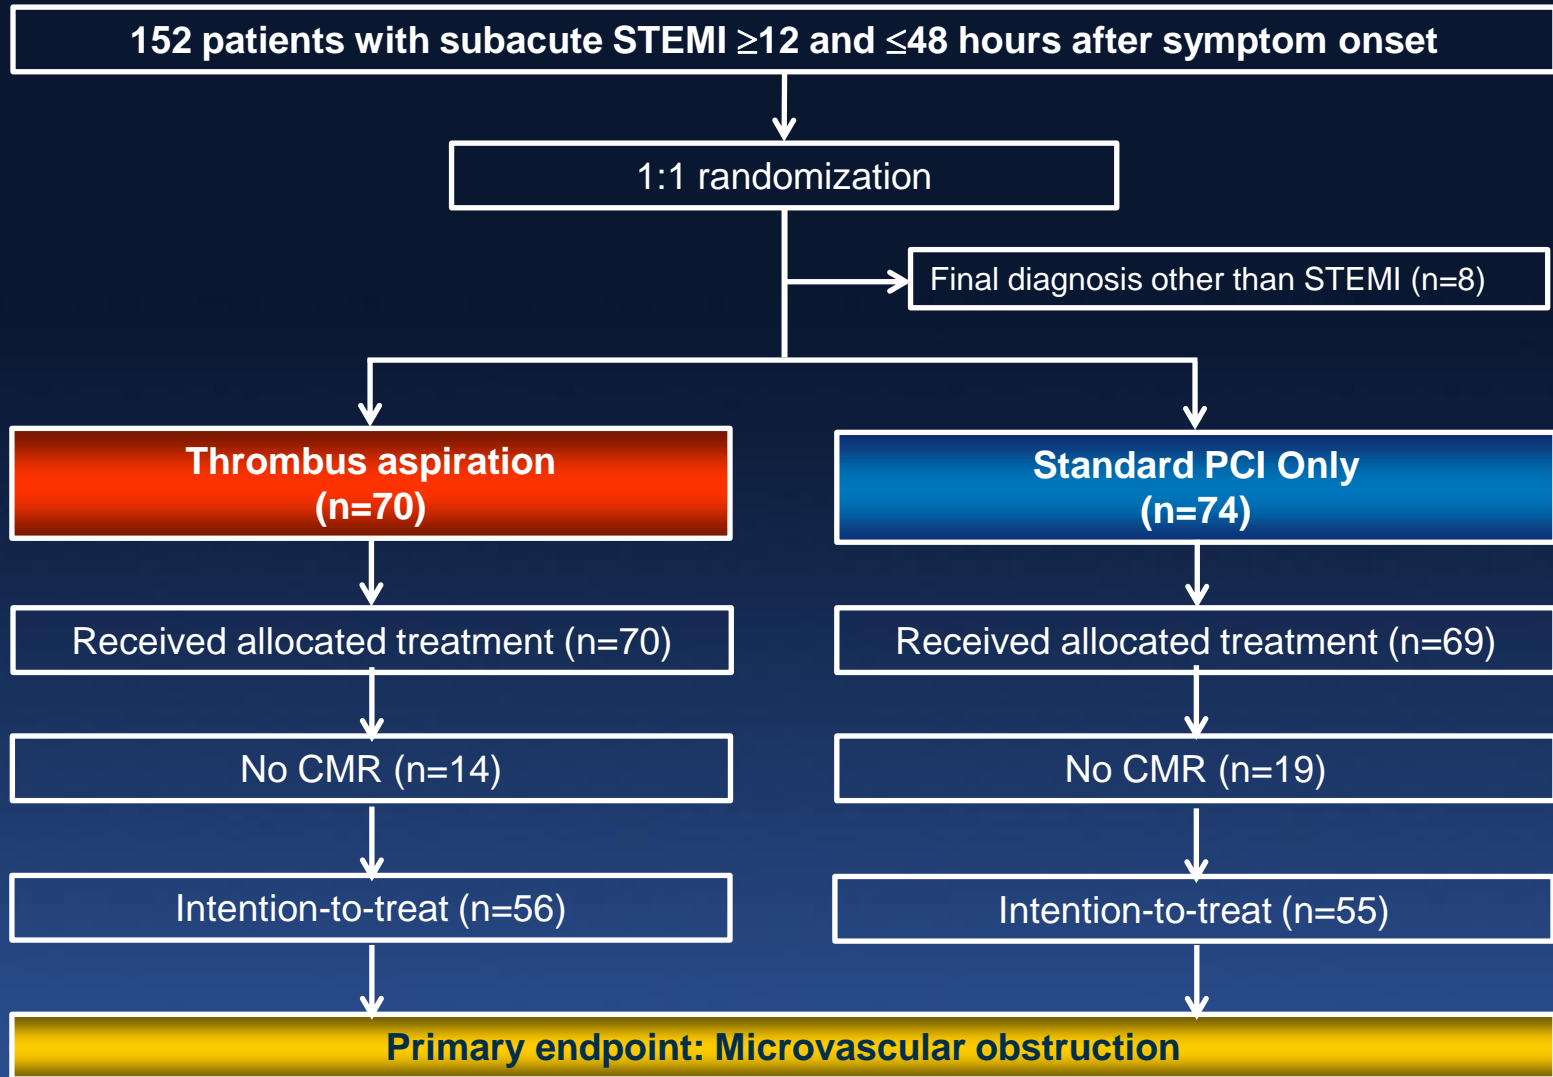 152 patients with subacute STEMI ≥12 and ≤48 hours after symptom onset
1:1 randomization
Final diagnosis other than STEMI (n=8)
Thrombus aspiration
(n=70)
Standard PCI Only
(n=74)
Received allocated treatment (n=70)
Received allocated treatment (n=69)
No CMR (n=14)
No CMR (n=19)
Intention-to-treat (n=56)
Intention-to-treat (n=55)
Primary endpoint: Microvascular obstruction